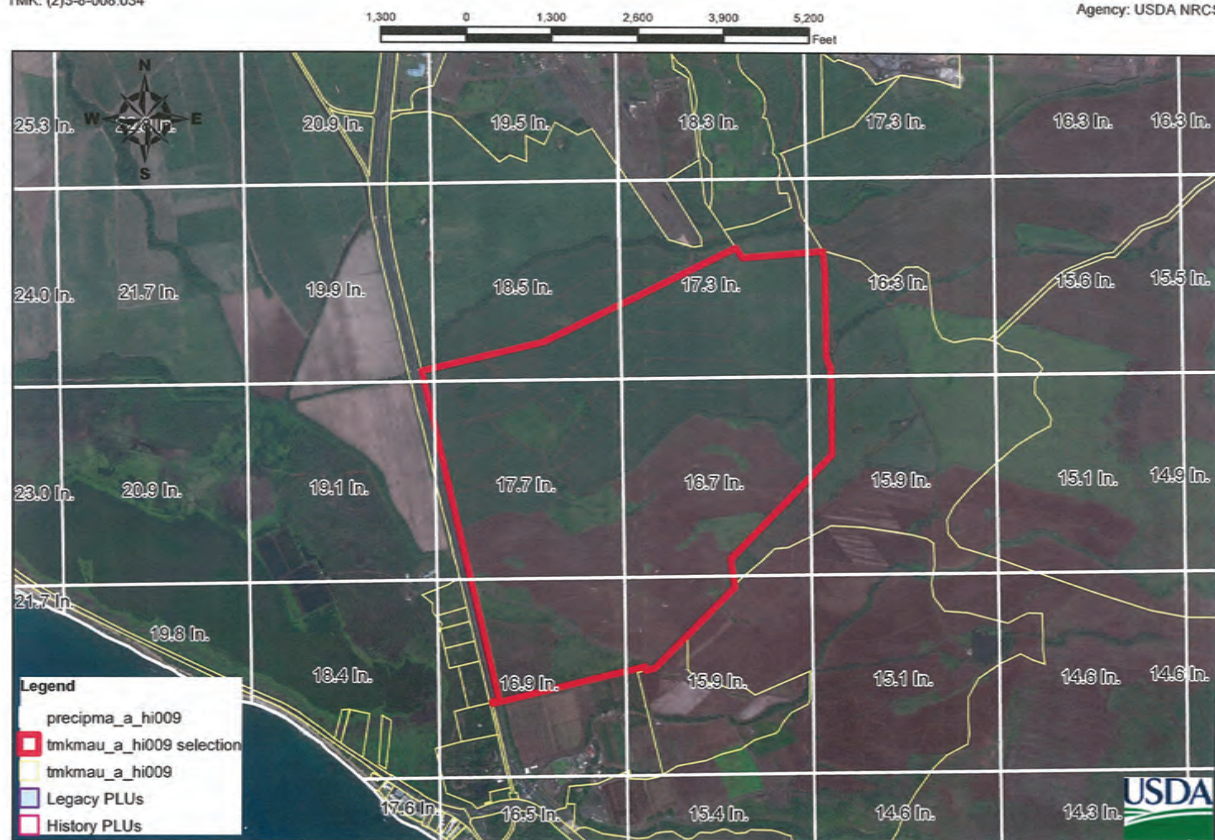 TMK: (2)3-8-008:034
Agency: USDA NRCS
1,300 0 1,300 2,600 3,900 5,200
Feet
N
W E
S
25.3 In. 20.9 In. 19.5 In. 18.3 In. 17.3 In. 16.3 In. 16.3 In.
24.0 In. 21.7 In. 19.9 In. 18.5 In. 17.3 In. 16.3 In. 15.6 In. 15.5 In.
23.0 In. 20.9 In. 19.1 In. 17.7 In. 16.7 In. 15.9 In. 15.1 In. 14.9 In.
21.7 In. 19.8 In. 18.4 In. 16.9 In. 15.9 In. 15.1 In. 14.6 In. 14.6 In.
17.6 In. 16.5 In. 15.4 In. 14.6 In. 14.3 In.
Legend
precipma_a_hi009
tmkmau_a_hi009 selection
tmkmau_a_hi009
Legacy PLUs
History PLUs
USDA